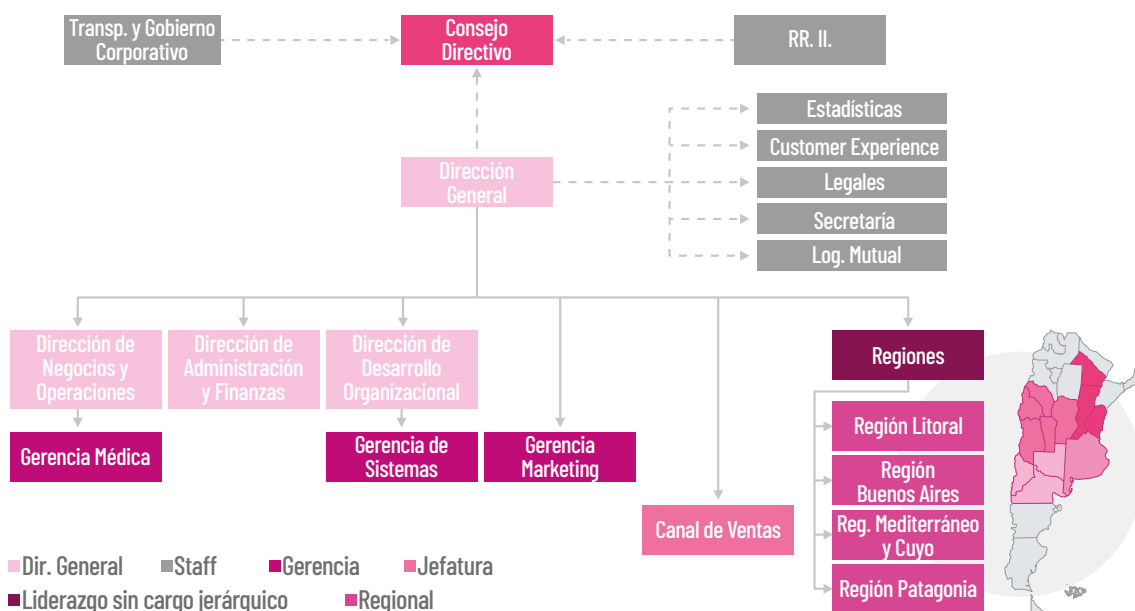 Transp. y Gobierno
Corporativo
Consejo
Directivo
RR. II.
Estadísticas
Customer Experience
Dirección
General
Legales
Secretaría
Log. Mutual
Dirección de
Negocios y
Operaciones
Dirección de
Administración
y Finanzas
Dirección de
Desarrollo
Organizacional
Regiones
Gerencia Médica
Gerencia de
Sistemas
Gerencia
Marketing
Región Litoral
Región
Buenos Aires
Canal de Ventas
Reg. Mediterráneo
y Cuyo
Región Patagonia
Dir. General
Staff
Gerencia
Jefatura
Liderazgo sin cargo jerárquico
Regional